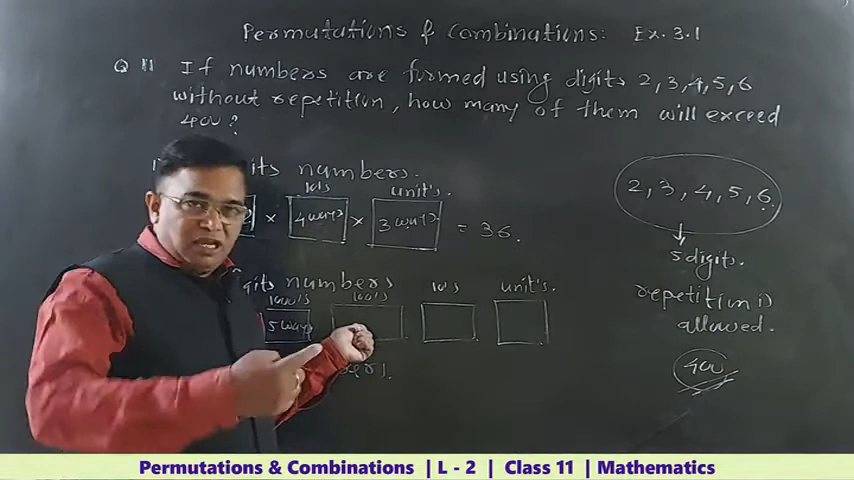 Permutations & Combinations: Ex. 3.1
Q 11 If numbers are formed using digits 2, 3, 4, 5, 6
without repetition, how many of them will exceed
400?
its numbers.
10's unit's.
× 4 ways × 3 ways = 36.
2, 3, 4, 5, 6
5 digits.
repetition is
allowed.
400
gits numbers
1000's 100's 10's unit's.
5 ways
Permutations & Combinations | L - 2 | Class 11 | Mathematics